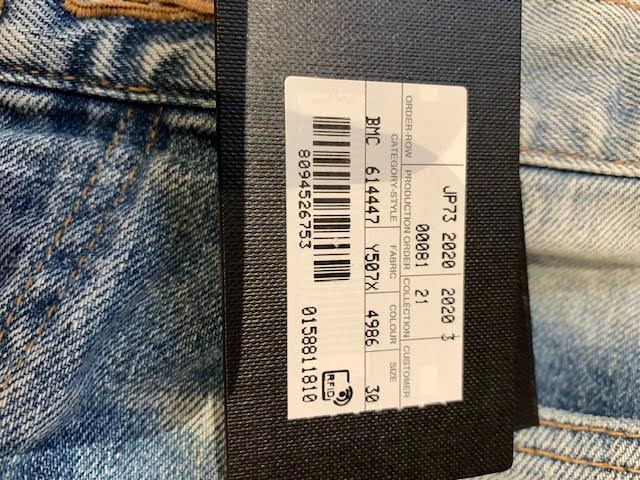 JP73 2020 2020 3
00081 21
ORDER-ROW PRODUCTION ORDER COLLECTION CUSTOMER
CATEGORY-STYLE FABRIC COLOUR SIZE
BMC 614447 Y507X 4986 30
RFID
8094526753 0158811810